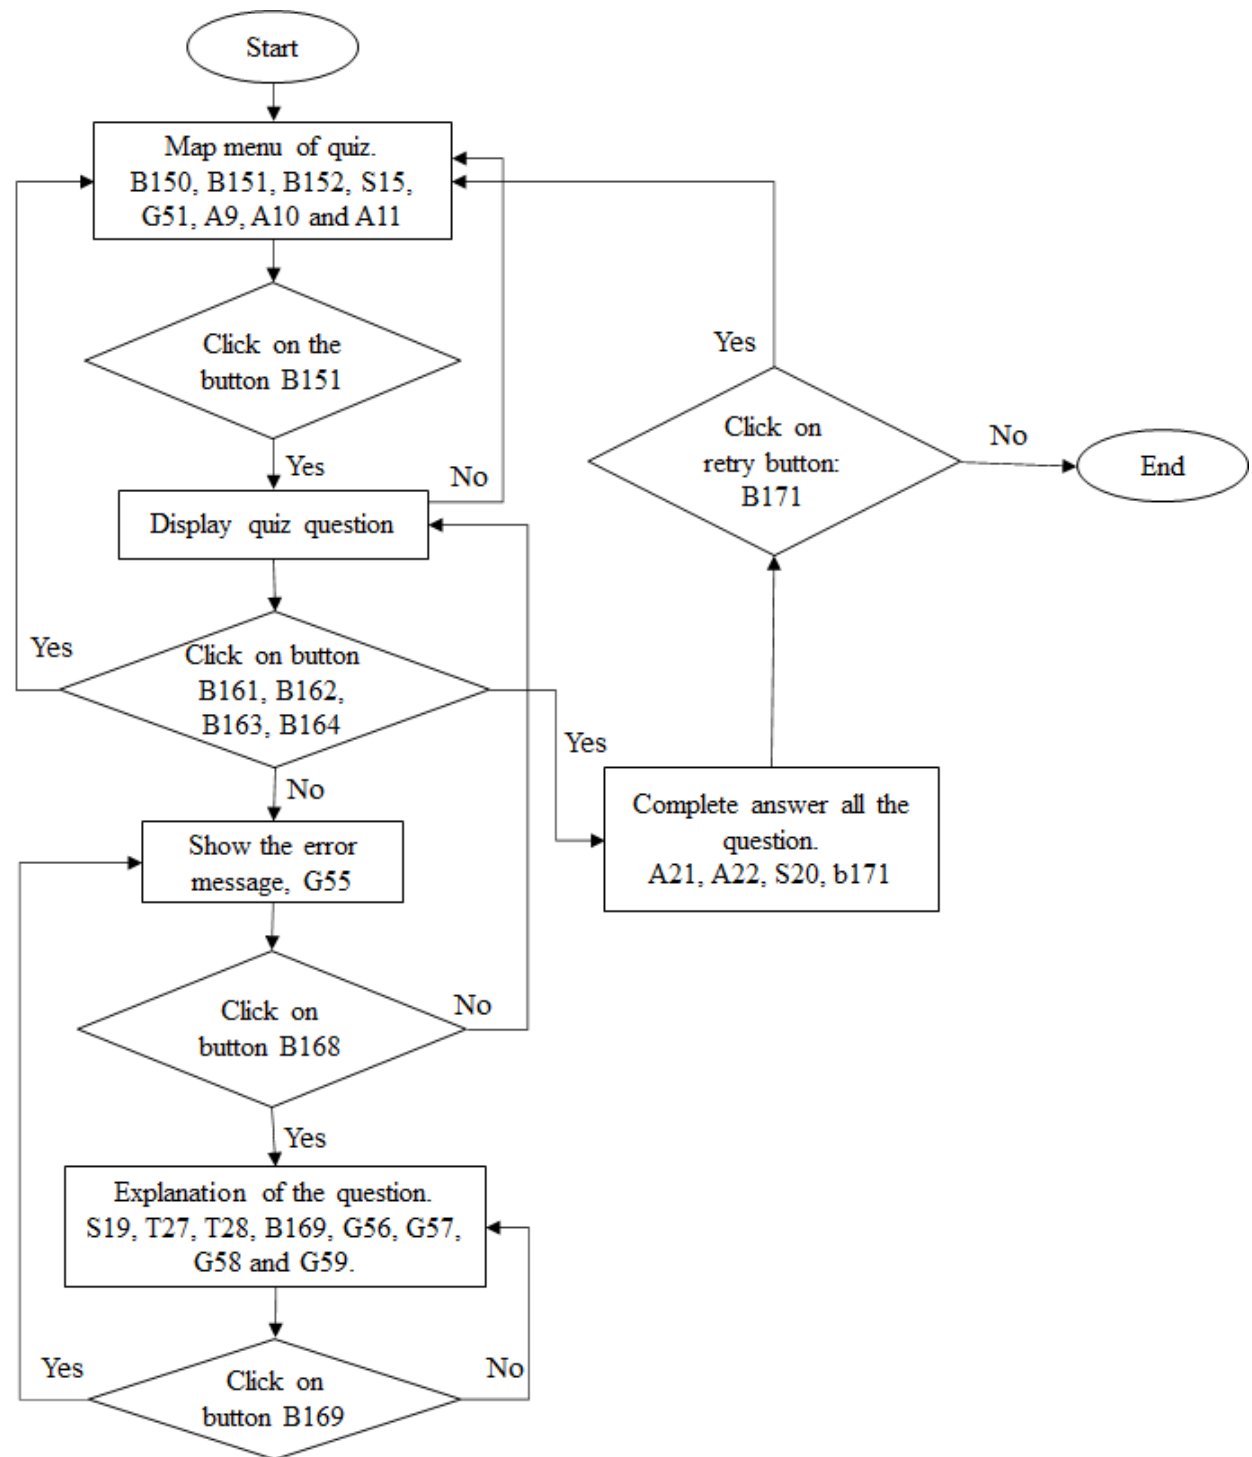 Start
Map menu of quiz.
B150, B151, B152, S15,
G51, A9, A10 and A11
Click on the
button B151
Yes
No
Display quiz question
Yes
Click on button
B161, B162,
B163, B164
Yes
No
Show the error
message, G55
Click on
button B168
No
Yes
Explanation of the question.
S19, T27, T28, B169, G56, G57,
G58 and G59.
Yes
No
Click on
button B169
Complete answer all the
question.
A21, A22, S20, b171
Yes
Click on
retry button:
B171
No
End